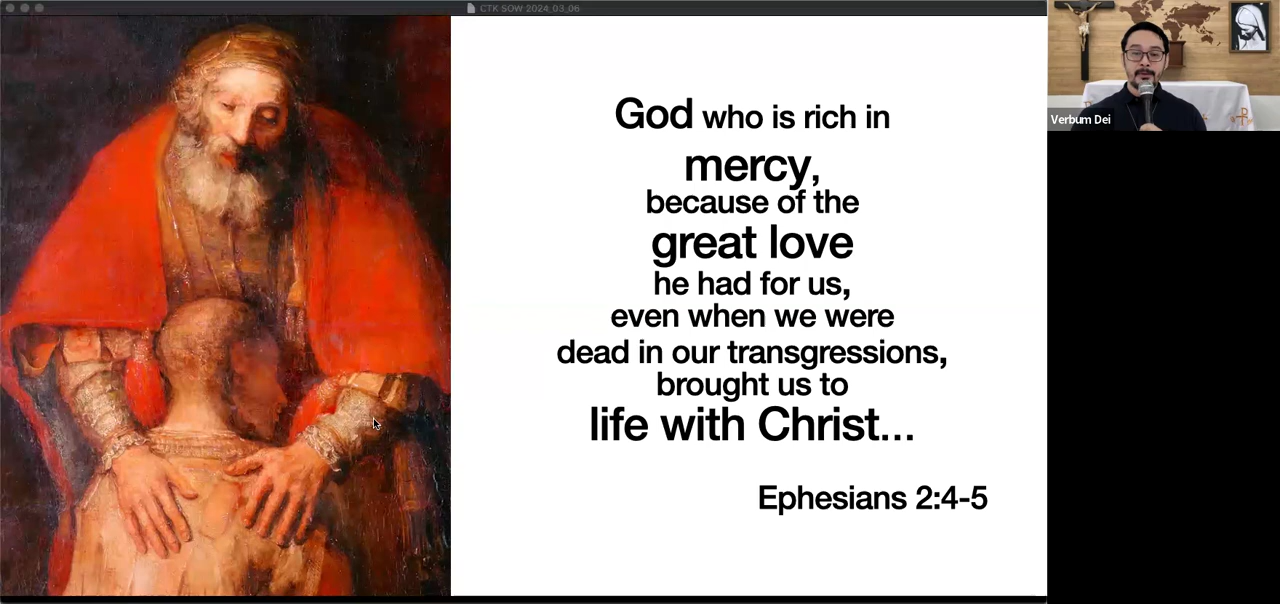 CTK SOW 2024_03_06
God who is rich in
mercy,
because of the
great love
he had for us,
even when we were
dead in our transgressions,
brought us to
life with Christ...
Ephesians 2:4-5
Verbum Dei